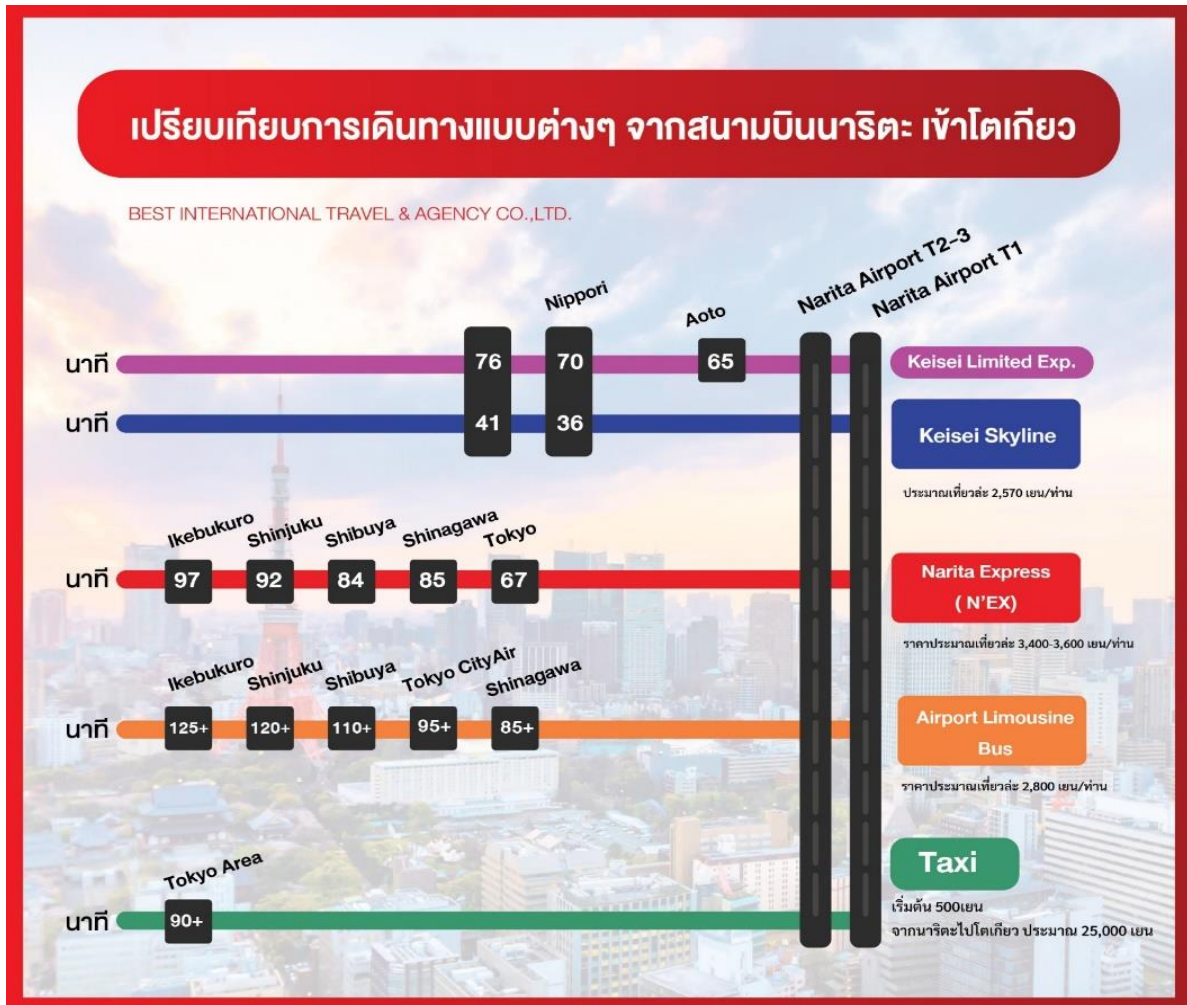 เปรียบเทียบการเดินทางแบบต่างๆ จากสนามบินนาริตะ เข้าโตเกียว
BEST INTERNATIONAL TRAVEL & AGENCY CO.,LTD.
Nippori
Aoto
Narita Airport T2-3
Narita Airport T1
นาที
76
70
65
Keisei Limited Exp.
นาที
41
36
Keisei Skyline
ประมาณเที่ยวล่ะ 2,570 เยน/ท่าน
Ikebukuro
Shinjuku
Shibuya
Shinagawa
Tokyo
นาที
97
92
84
85
67
Narita Express
( N'EX)
ราคาประมาณเที่ยวล่ะ 3,400-3,600 เยน/ท่าน
Ikebukuro
Shinjuku
Shibuya
Tokyo CityAir
Shinagawa
นาที
125+
120+
110+
95+
85+
Airport Limousine
Bus
ราคาประมาณเที่ยวล่ะ 2,800 เยน/ท่าน
Tokyo Area
นาที
90+
Taxi
เริ่มต้น 500เยน
จากนาริตะไปโตเกียว ประมาณ 25,000 เยน